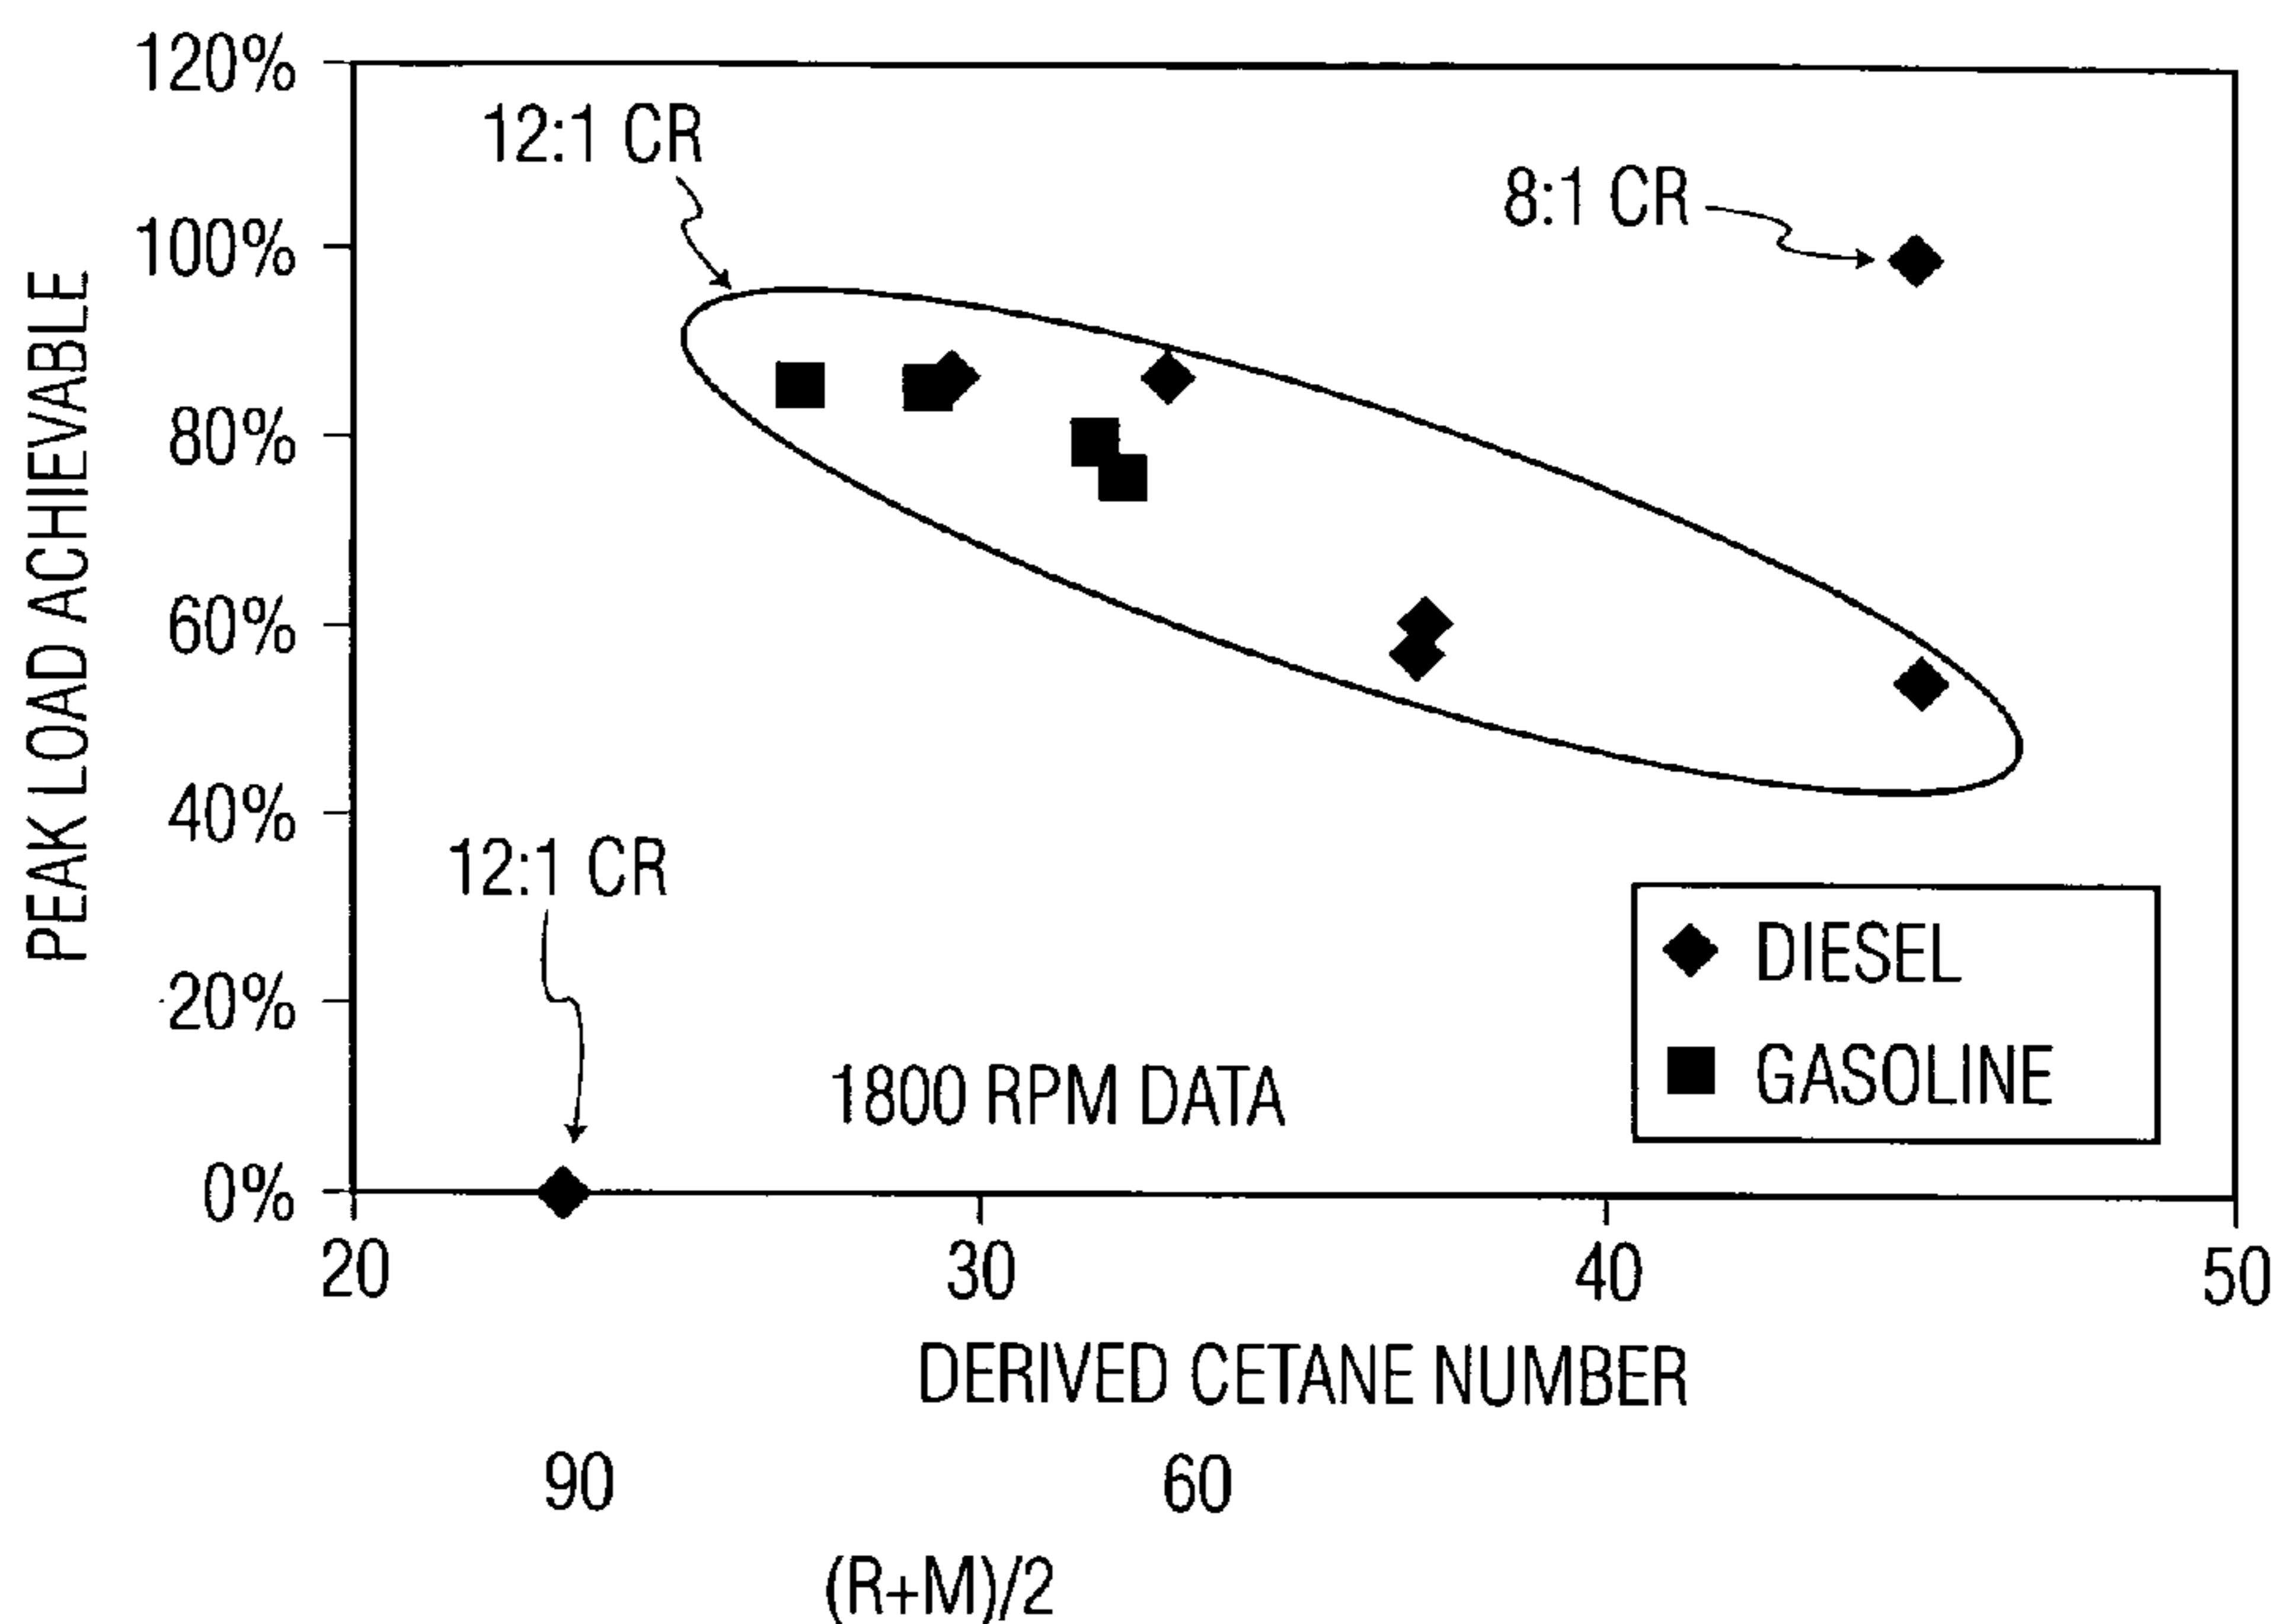 120%
12:1 CR
8:1 CR
100%
80%
60%
40%
20%
0%
PEAK LOAD ACHIEVABLE
12:1 CR
1800 RPM DATA
DIESEL
GASOLINE
20 30 40 50
DERIVED CETANE NUMBER
90 60
(R+M)/2